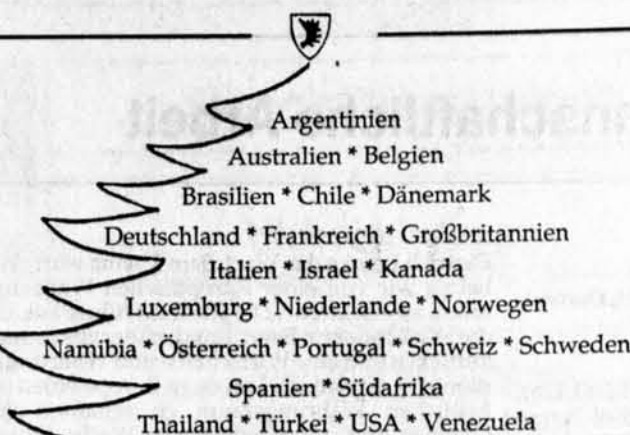 Argentinien
Australien * Belgien
Brasilien * Chile * Dänemark
Deutschland * Frankreich * Großbritannien
Italien * Israel * Kanada
Luxemburg * Niederlande * Norwegen
Namibia * Österreich * Portugal * Schweiz * Schweden
Spanien * Südafrika
Thailand * Türkei * USA * Venezuela